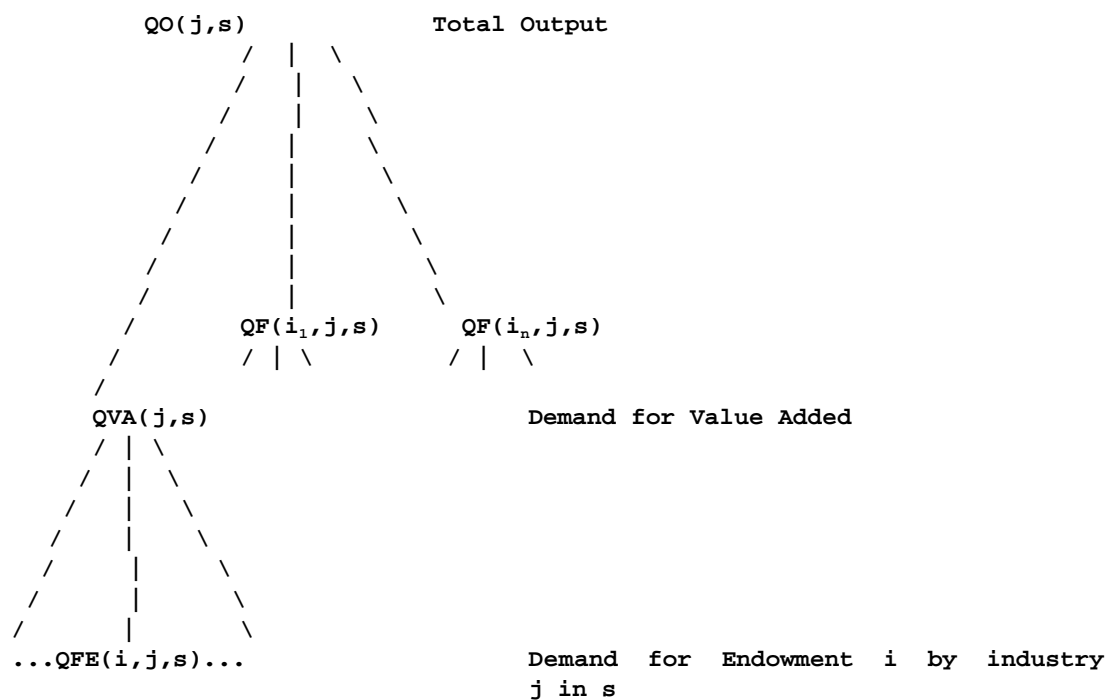 QO(j,s) Total Output
/ | \
/ | \
/ | \
/ | \
/ | \
/ | \
/ | \
/ | \
/ | \
/ QF(i₁,j,s) QF(iₙ,j,s)
/ / | \ / | \
/
QVA(j,s) Demand for Value Added
/ | \
/ | \
/ | \
/ | \
/ | \
/ | \
/ | \
...QFE(i,j,s)... Demand for Endowment i by industry
j in s